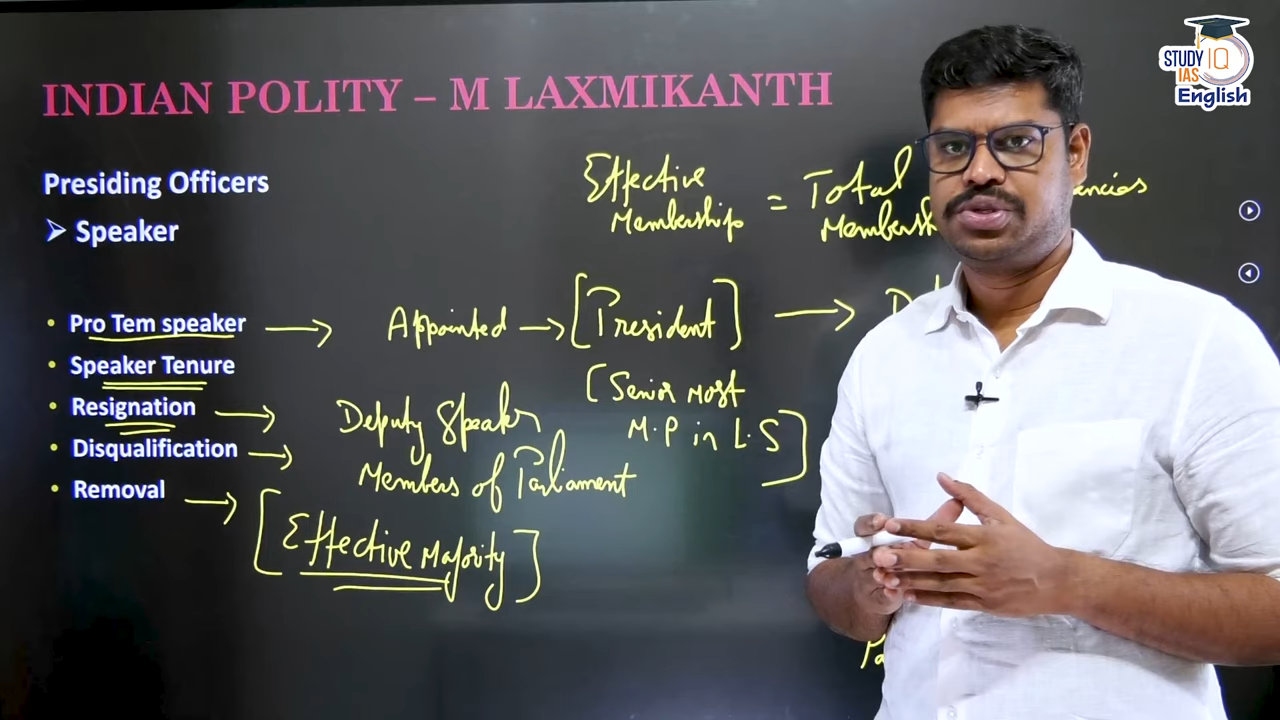 STUDY IQ
IAS
English
INDIAN POLITY – M LAXMIKANTH
Presiding Officers
➤ Speaker
Effective
Membership = Total
• Pro Tem speaker → Appointed → [President] →
• Speaker Tenure
[Senior Most
M.P in L.S]
• Resignation → Deputy Speaker
• Disqualification → Members of Parliament
• Removal → [Effective Majority]